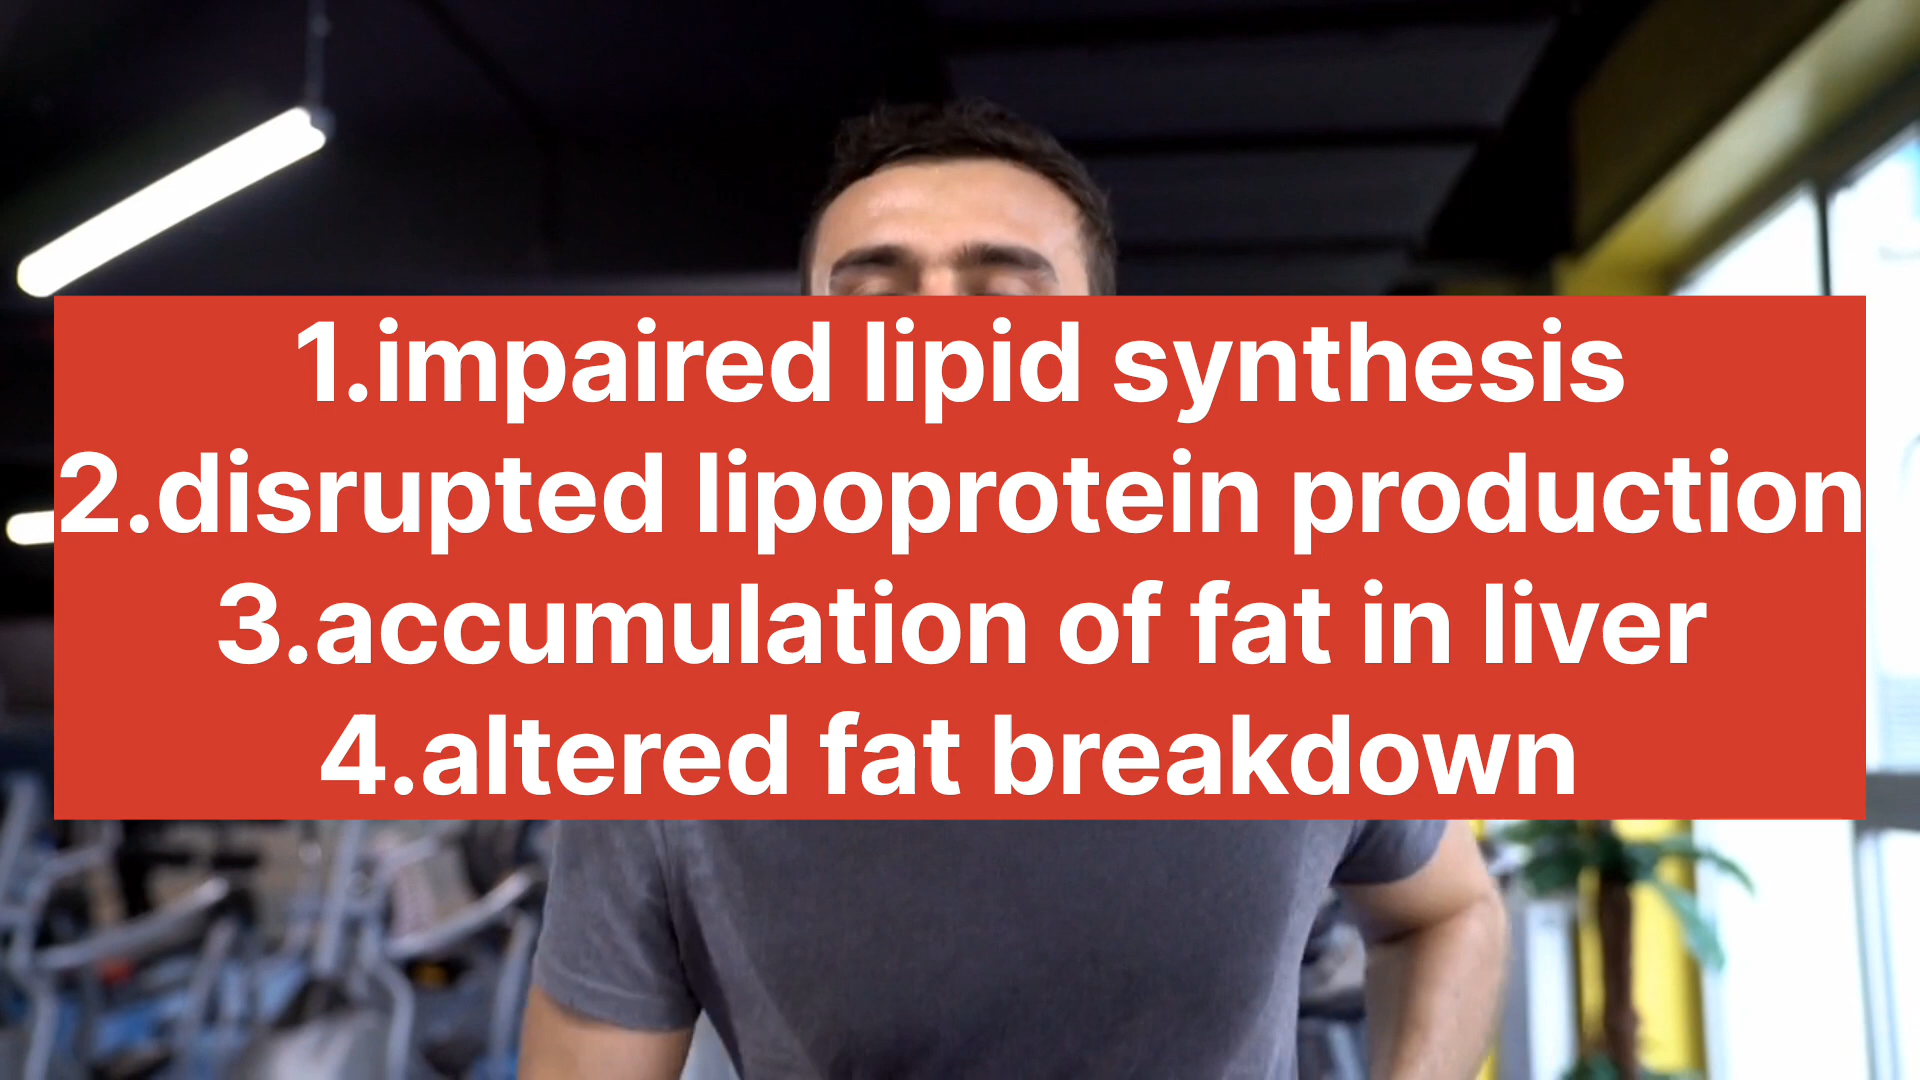 1.impaired lipid synthesis
2.disrupted lipoprotein production
3.accumulation of fat in liver
4.altered fat breakdown